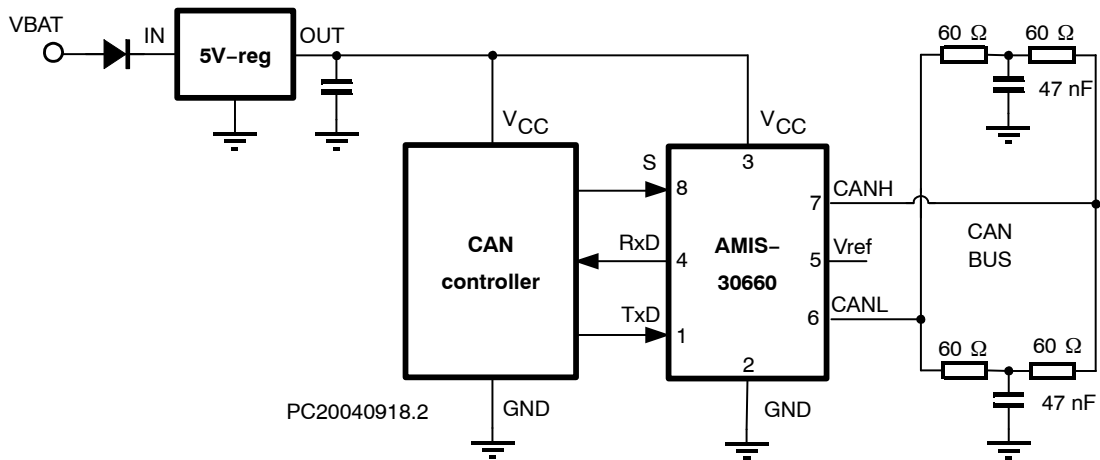 VBAT
IN
5V−reg
OUT
60 Ω
60 Ω
47 nF
VCC
VCC
CAN
controller
S
RxD
TxD
GND
PC20040918.2
3
8
4
1
2
AMIS−
30660
7
5
6
GND
CANH
Vref
CANL
CAN
BUS
60 Ω
60 Ω
47 nF